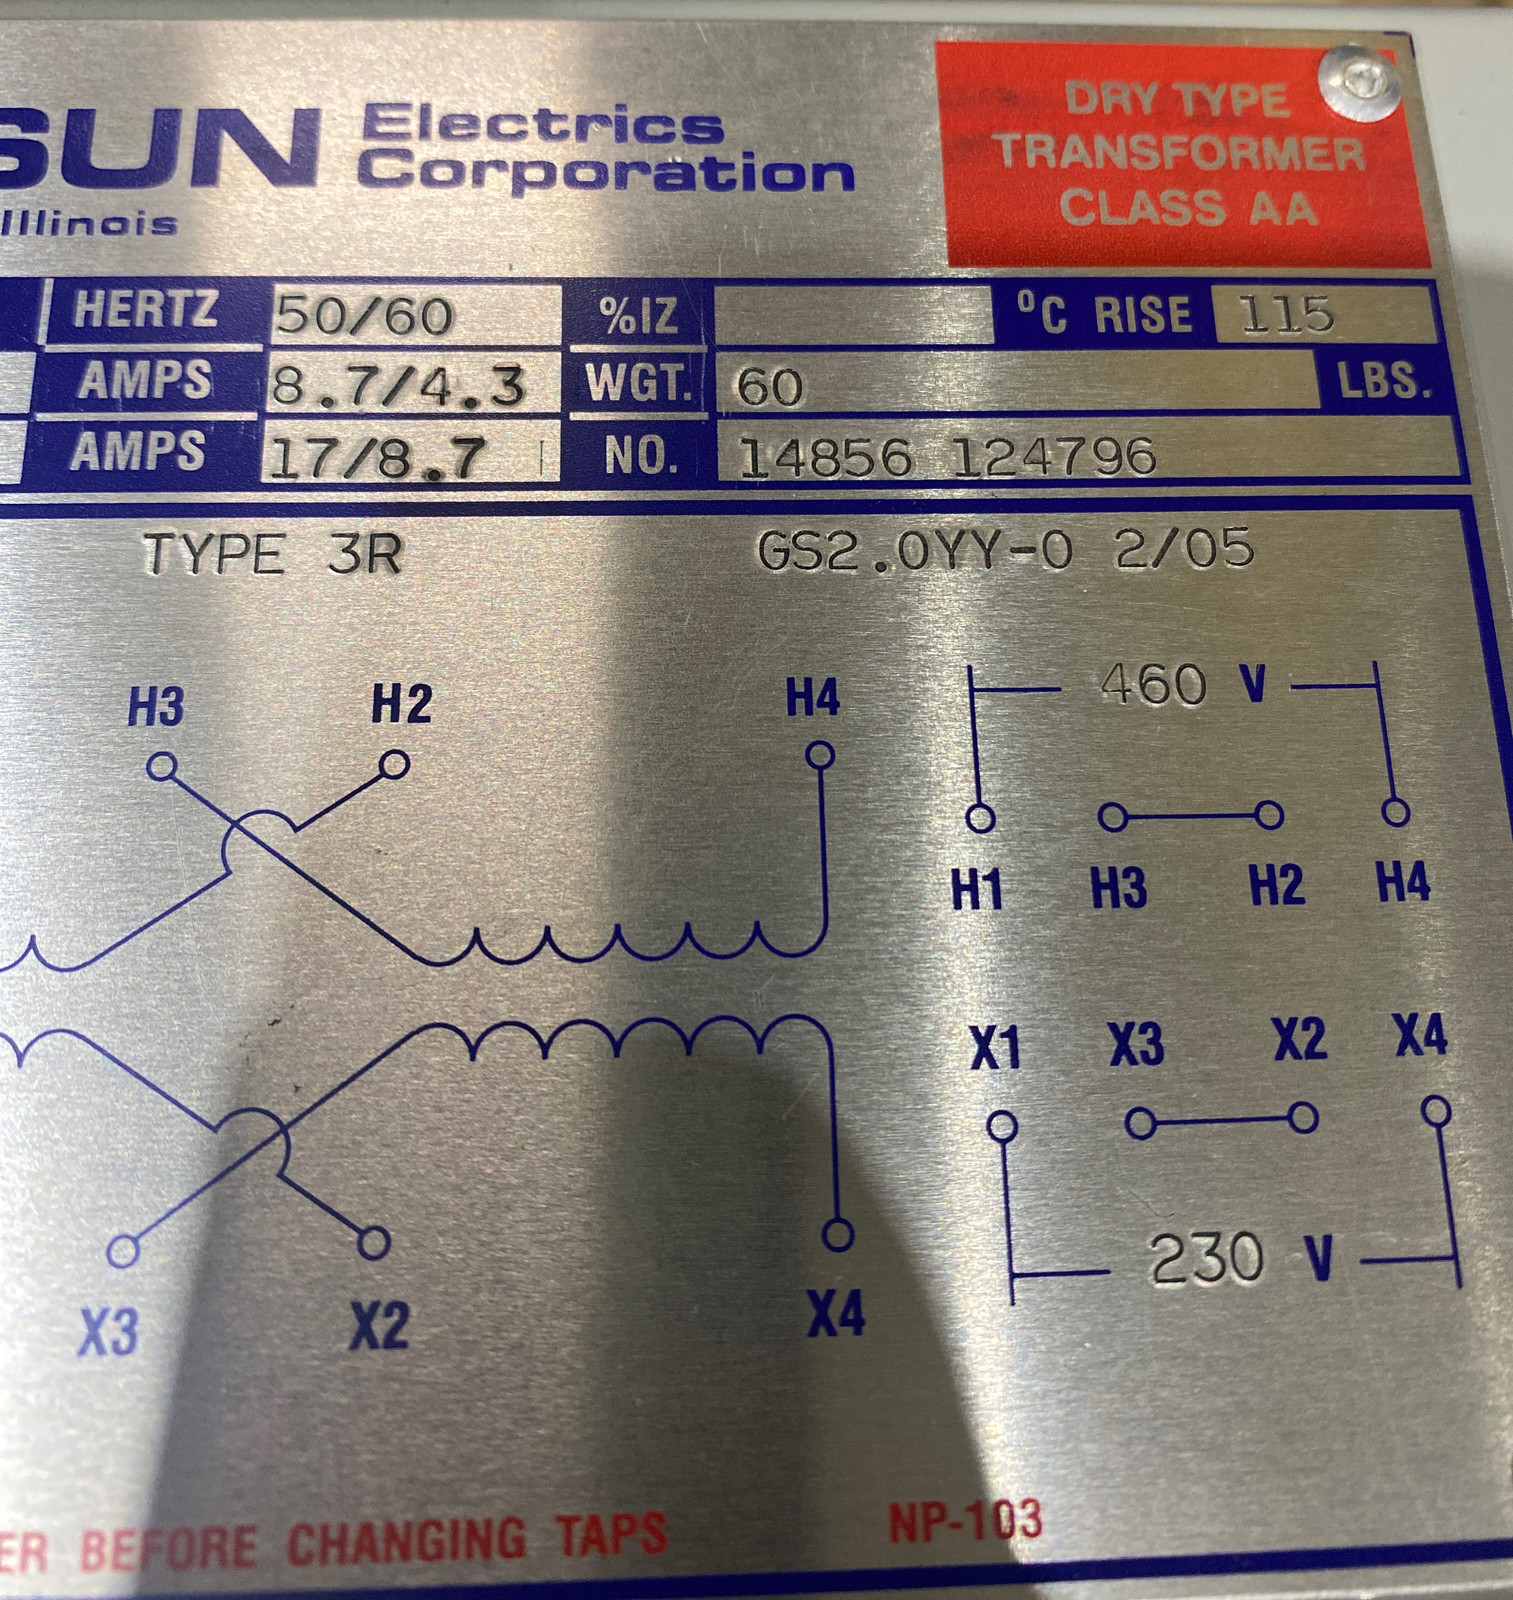 SUN Electrics Corporation
Illinois
DRY TYPE
TRANSFORMER
CLASS AA
HERTZ 50/60 %IZ °C RISE 115
AMPS 8.7/4.3 WGT. 60 LBS.
AMPS 17/8.7 NO. 14856 124796
TYPE 3R GS2.0YY-0 2/05
H3 H2 H4
460 V
H1 H3 H2 H4
X1 X3 X2 X4
230 V
X3 X2 X4
ER BEFORE CHANGING TAPS NP-103